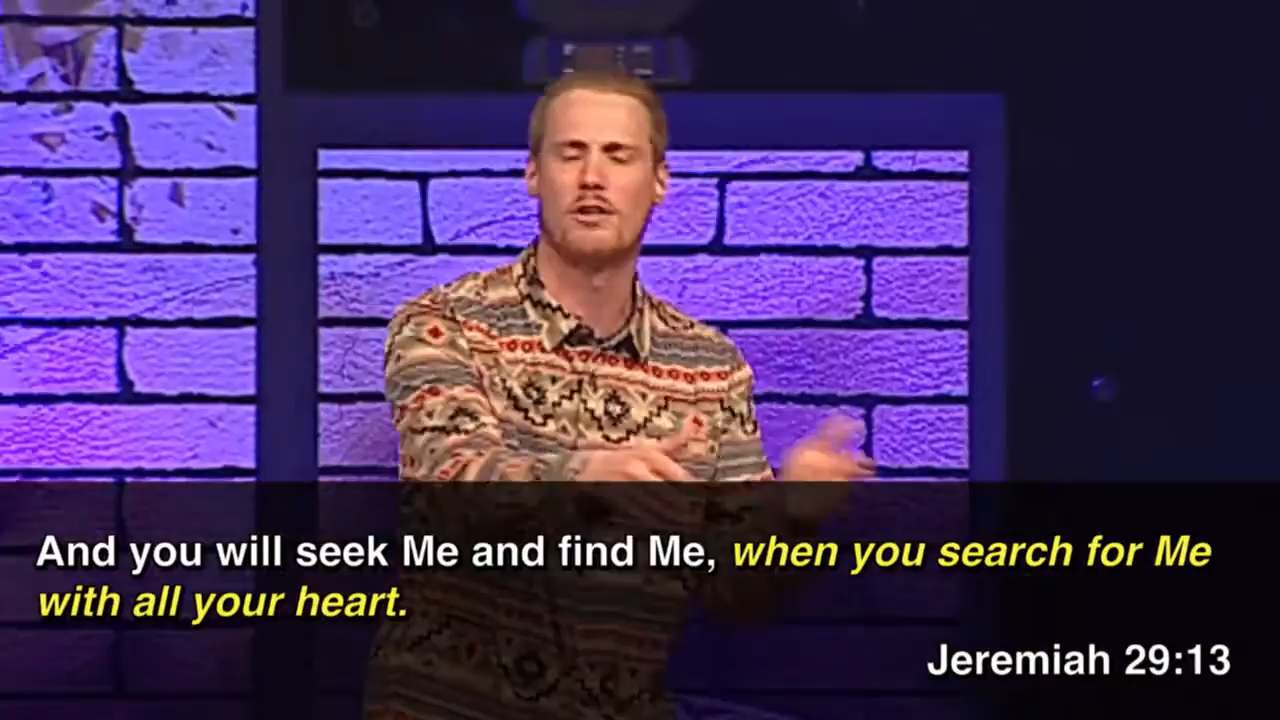 And you will seek Me and find Me, when you search for Me
with all your heart.
Jeremiah 29:13